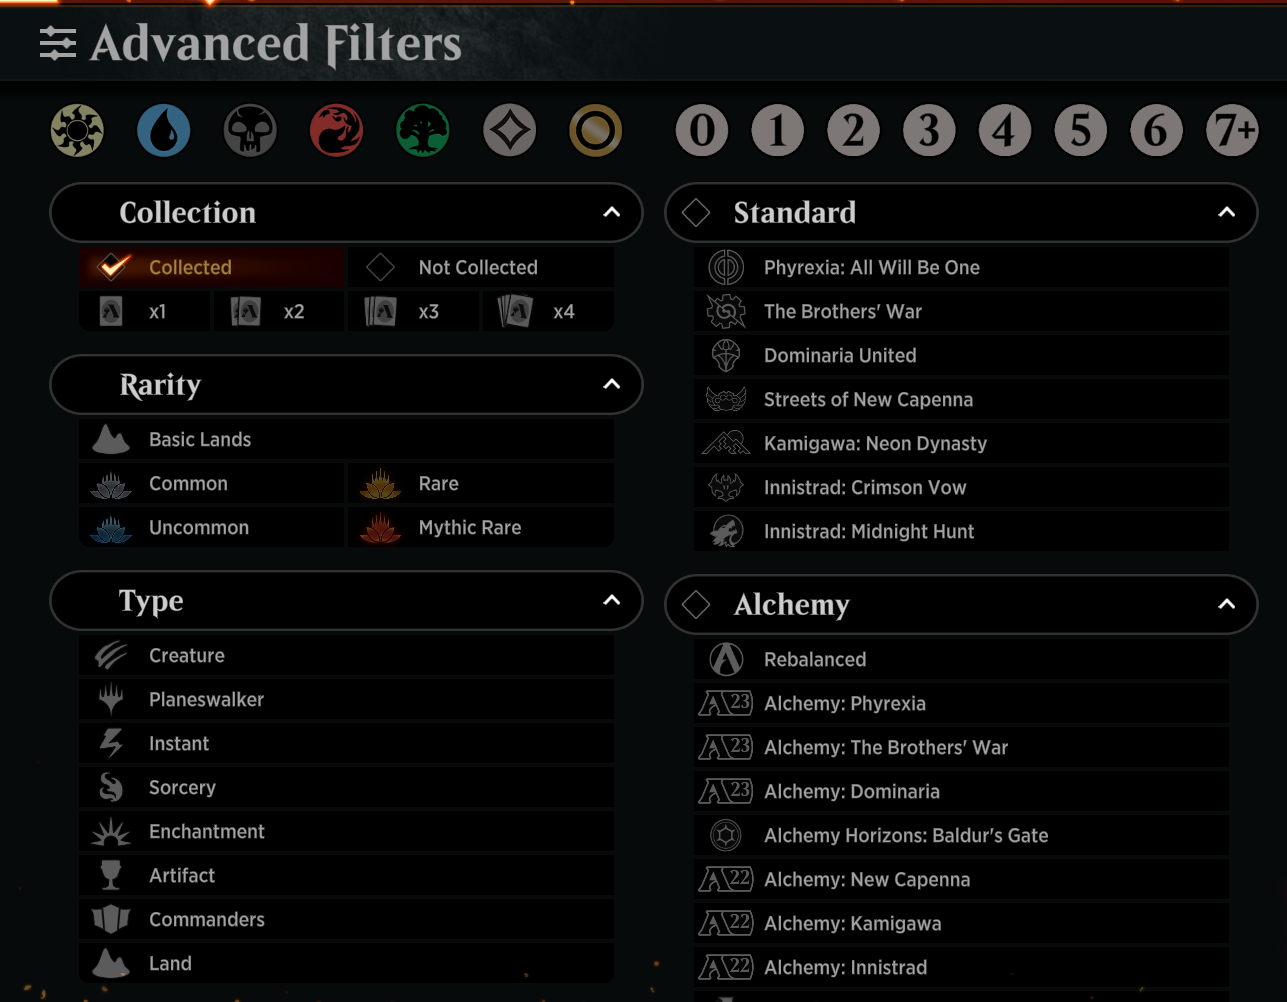 Advanced Filters
0 1 2 3 4 5 6 7+
Collection
Collected
Not Collected
x1
x2
x3
x4
Rarity
Basic Lands
Common
Rare
Uncommon
Mythic Rare
Type
Creature
Planeswalker
Instant
Sorcery
Enchantment
Artifact
Commanders
Land
Standard
Phyrexia: All Will Be One
The Brothers' War
Dominaria United
Streets of New Capenna
Kamigawa: Neon Dynasty
Innistrad: Crimson Vow
Innistrad: Midnight Hunt
Alchemy
Rebalanced
A23 Alchemy: Phyrexia
A23 Alchemy: The Brothers' War
A23 Alchemy: Dominaria
Alchemy Horizons: Baldur's Gate
A22 Alchemy: New Capenna
A22 Alchemy: Kamigawa
A22 Alchemy: Innistrad